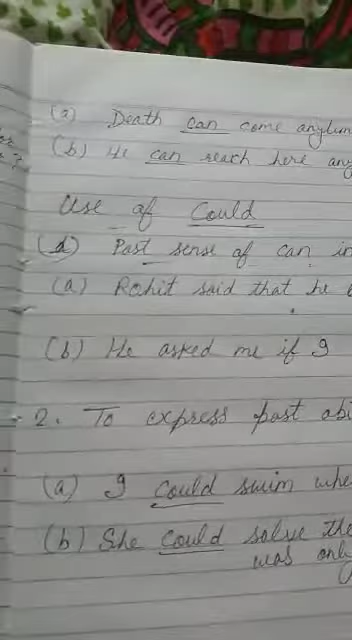 (a) Death can come anytim
(b) He can reach here any
Use of Could
(1) Past sense of can in
(a) Rohit said that he
(b) He asked me if I
2. To express past abi
(a) I could swim whe
(b) She could solve the
was only